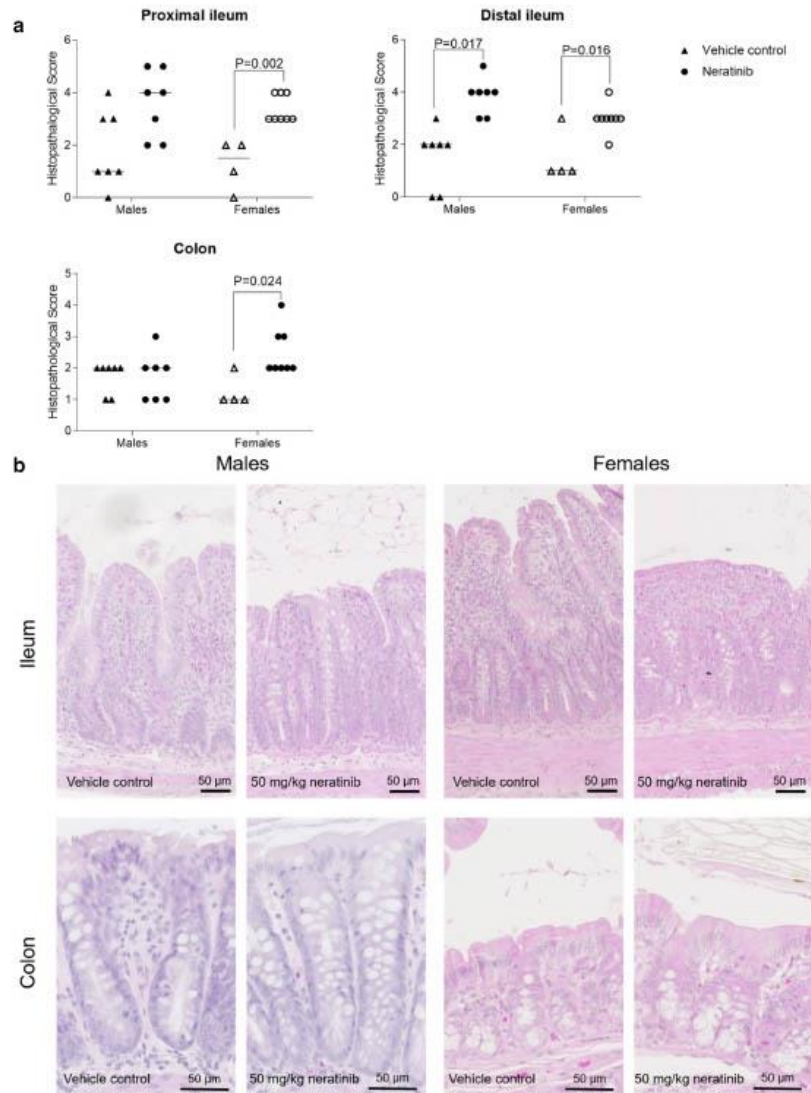 a
Proximal ileum
Histopathalogical Score
6
4
2
0
P=0.002
Males
Females
Distal ileum
Histopathological Score
6
4
2
0
P=0.017
P=0.016
Males
Females
Vehicle control
Neratinib
Colon
Histopathological Score
5
4
3
2
1
0
P=0.024
Males
Females
b
Males
Females
Ileum
Vehicle control
50 µm
50 mg/kg neratinib
50 µm
Vehicle control
50 µm
50 mg/kg neratinib
50 µm
Colon
Vehicle control
50 µm
50 mg/kg neratinib
50 µm
Vehicle control
50 µm
50 mg/kg neratinib
50 µm